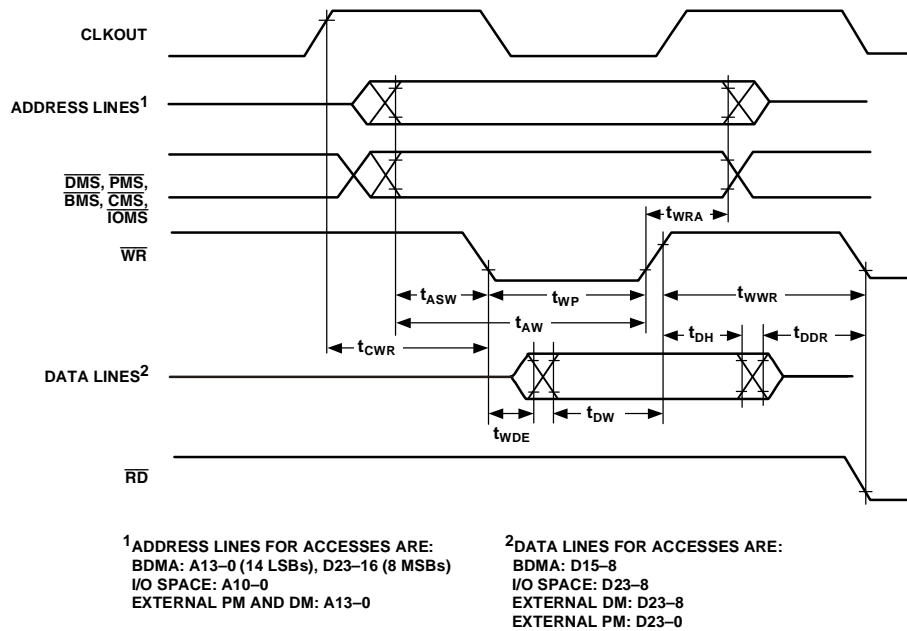 CLKOUT
ADDRESS LINES1
DMS, PMS,
BMS, CMS,
IOMS
tWRA
WR
tASW
tWP
tWWR
tAW
tCWR
tDH
tDDR
DATA LINES2
tWDE
tDW
RD
1ADDRESS LINES FOR ACCESSES ARE:
BDMA: A13–0 (14 LSBs), D23–16 (8 MSBs)
I/O SPACE: A10–0
EXTERNAL PM AND DM: A13–0
2DATA LINES FOR ACCESSES ARE:
BDMA: D15–8
I/O SPACE: D23–8
EXTERNAL DM: D23–8
EXTERNAL PM: D23–0